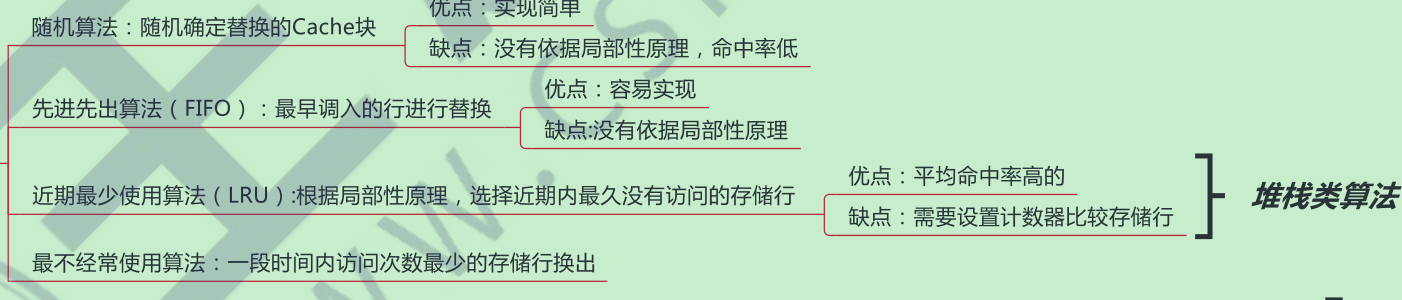 优点：实现简单
随机算法：随机确定替换的Cache块
缺点：没有依据局部性原理，命中率低
优点：容易实现
先进先出算法（FIFO）：最早调入的行进行替换
缺点:没有依据局部性原理
优点：平均命中率高的
近期最少使用算法（LRU）:根据局部性原理，选择近期内最久没有访问的存储行
堆栈类算法
缺点：需要设置计数器比较存储行
最不经常使用算法：一段时间内访问次数最少的存储行换出